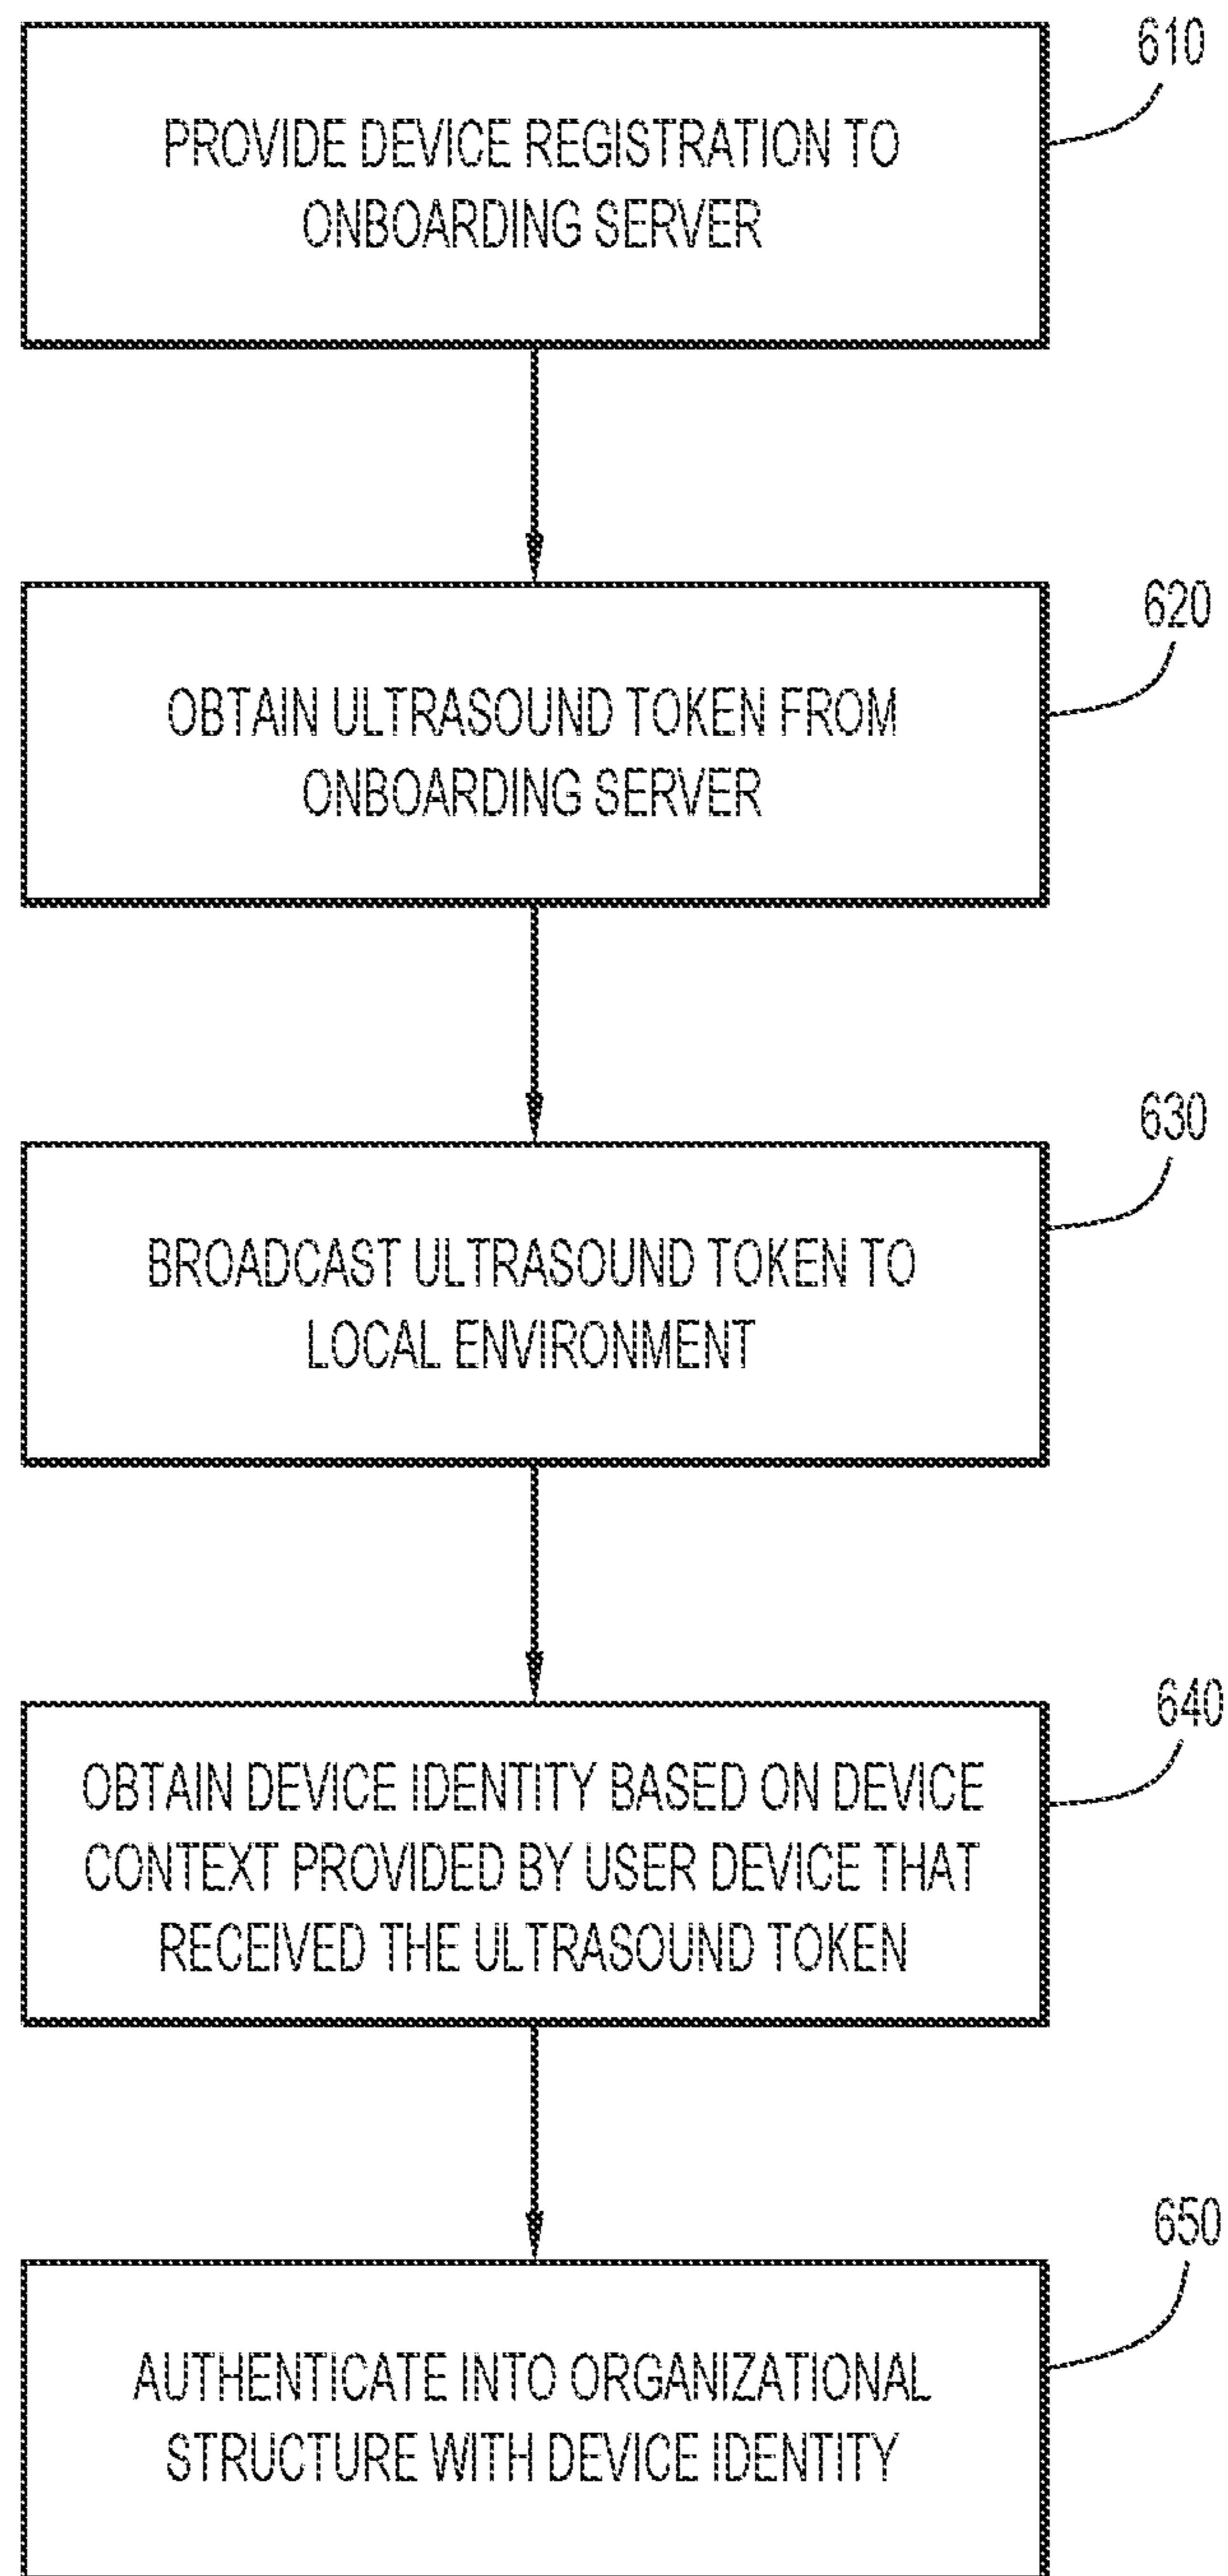 610
PROVIDE DEVICE REGISTRATION TO
ONBOARDING SERVER
620
OBTAIN ULTRASOUND TOKEN FROM
ONBOARDING SERVER
630
BROADCAST ULTRASOUND TOKEN TO
LOCAL ENVIRONMENT
640
OBTAIN DEVICE IDENTITY BASED ON DEVICE
CONTEXT PROVIDED BY USER DEVICE THAT
RECEIVED THE ULTRASOUND TOKEN
650
AUTHENTICATE INTO ORGANIZATIONAL
STRUCTURE WITH DEVICE IDENTITY